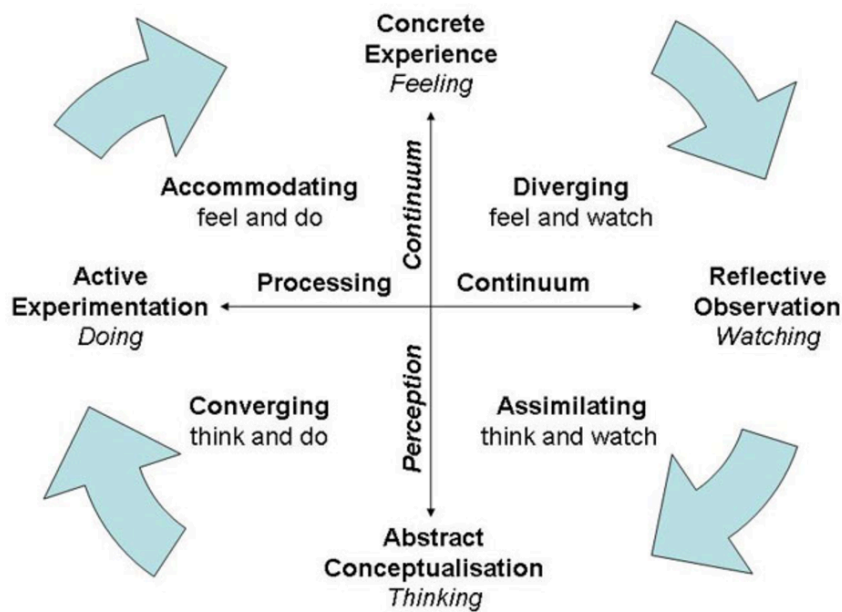 Concrete
Experience
Feeling
Continuum
Accommodating
feel and do
Diverging
feel and watch
Active
Experimentation
Doing
Processing
Continuum
Reflective
Observation
Watching
Perception
Converging
think and do
Assimilating
think and watch
Abstract
Conceptualisation
Thinking